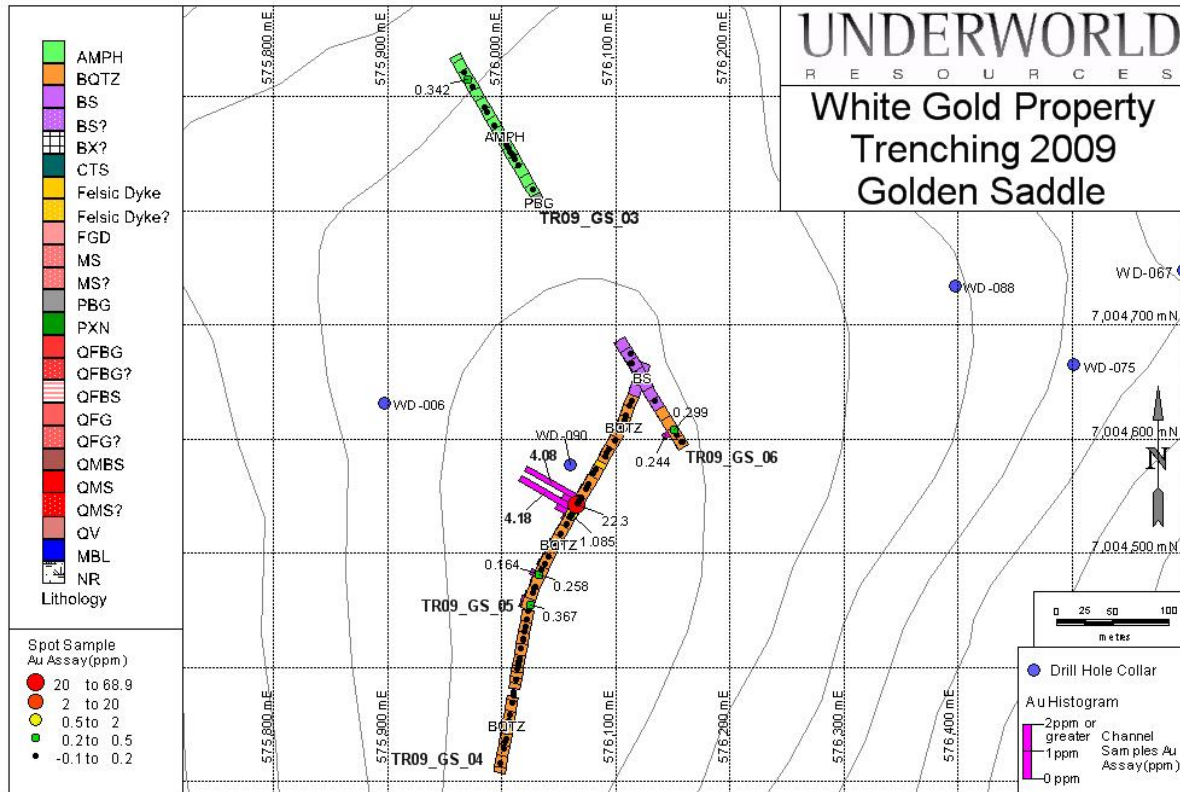 AMPH
BQTZ
BS
BS?
BX?
CTS
Felsic Dyke
Felsic Dyke?
FGD
MS
MS?
PBG
PXN
QFBG
QFBG?
QFBS
QFG
QFG?
QMBS
QMS
QMS?
QV
MBL
NR
Lithology
Spot Sample
Au Assay(ppm)
20 to 68.9
2 to 20
0.5 to 2
0.2 to 0.5
-0.1 to 0.2
575,800 mE
575,900 mE
576,000 mE
576,100 mE
576,200 mE
UNDERWORLD
RESOURCES
White Gold Property
Trenching 2009
Golden Saddle
0.342
AMPH
PBG
TR09_GS_03
WD-067
WD-088
7,004,700 mN
WD-075
BS
WD-006
0.299
BQTZ
7,004,600 mN
WD-090
0.244
TR09_GS_06
4.08
N
4.18
22.3
1.085
BQTZ
7,004,500 mN
0.164
0.258
TR09_GS_05
0.367
0 25 50 100
metres
Drill Hole Collar
Au Histogram
2ppm or
greater
1ppm
0 ppm
Channel
Samples Au
Assay(ppm)
BQTZ
TR09_GS_04
575,800 mE
575,900 mE
576,100 mE
576,200 mE
576,300 mE
576,400 mE